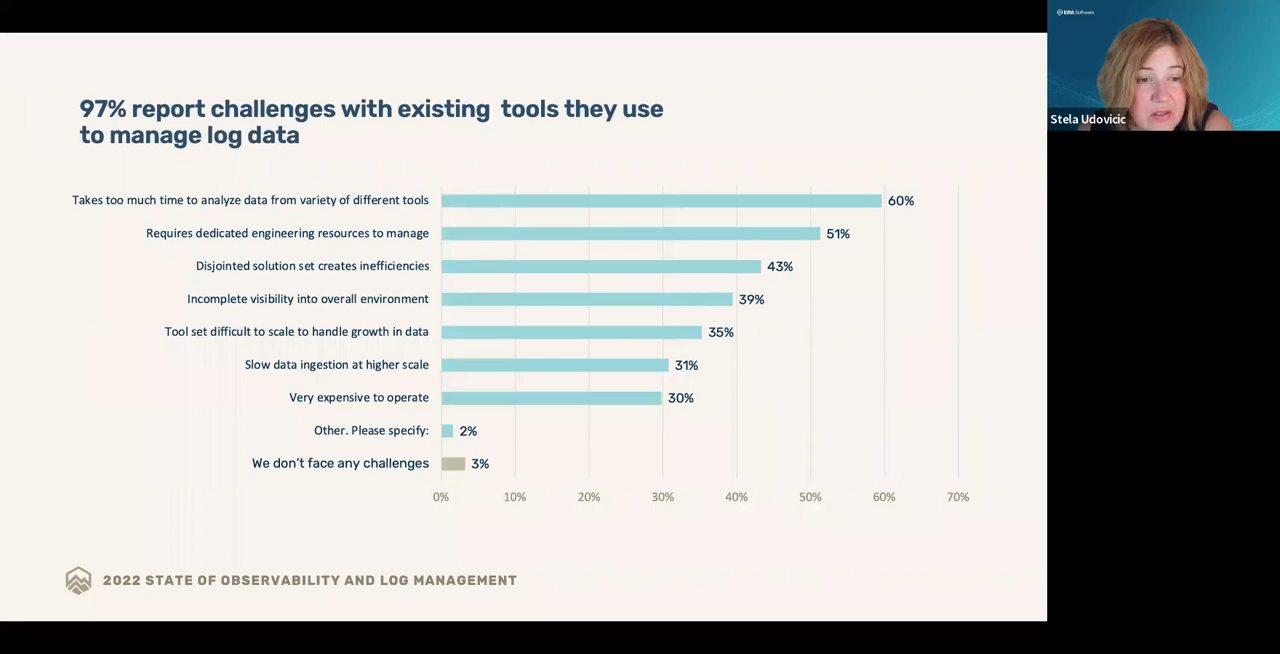 97% report challenges with existing tools they use
to manage log data
Takes too much time to analyze data from variety of different tools
60%
Requires dedicated engineering resources to manage
51%
Disjointed solution set creates inefficiencies
43%
Incomplete visibility into overall environment
39%
Tool set difficult to scale to handle growth in data
35%
Slow data ingestion at higher scale
31%
Very expensive to operate
30%
Other. Please specify:
2%
We don't face any challenges
3%
0% 10% 20% 30% 40% 50% 60% 70%
2022 STATE OF OBSERVABILITY AND LOG MANAGEMENT
ERA Software
Stela Udovicic